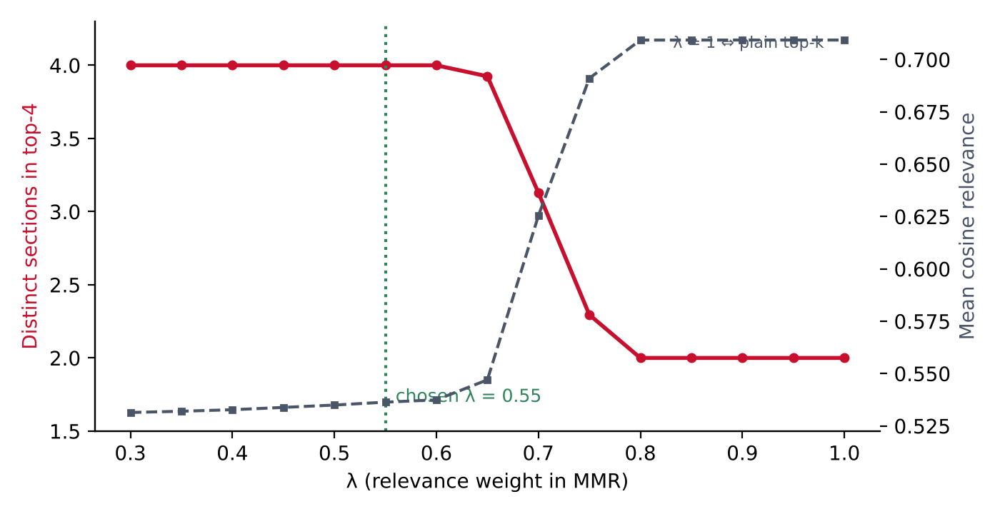 λ = 1 ⇔ plain top-k
4.0
3.5
3.0
2.5
2.0
1.5
Distinct sections in top-4
0.700
0.675
0.650
0.625
0.600
0.575
0.550
0.525
Mean cosine relevance
chosen λ = 0.55
0.3 0.4 0.5 0.6 0.7 0.8 0.9 1.0
λ (relevance weight in MMR)